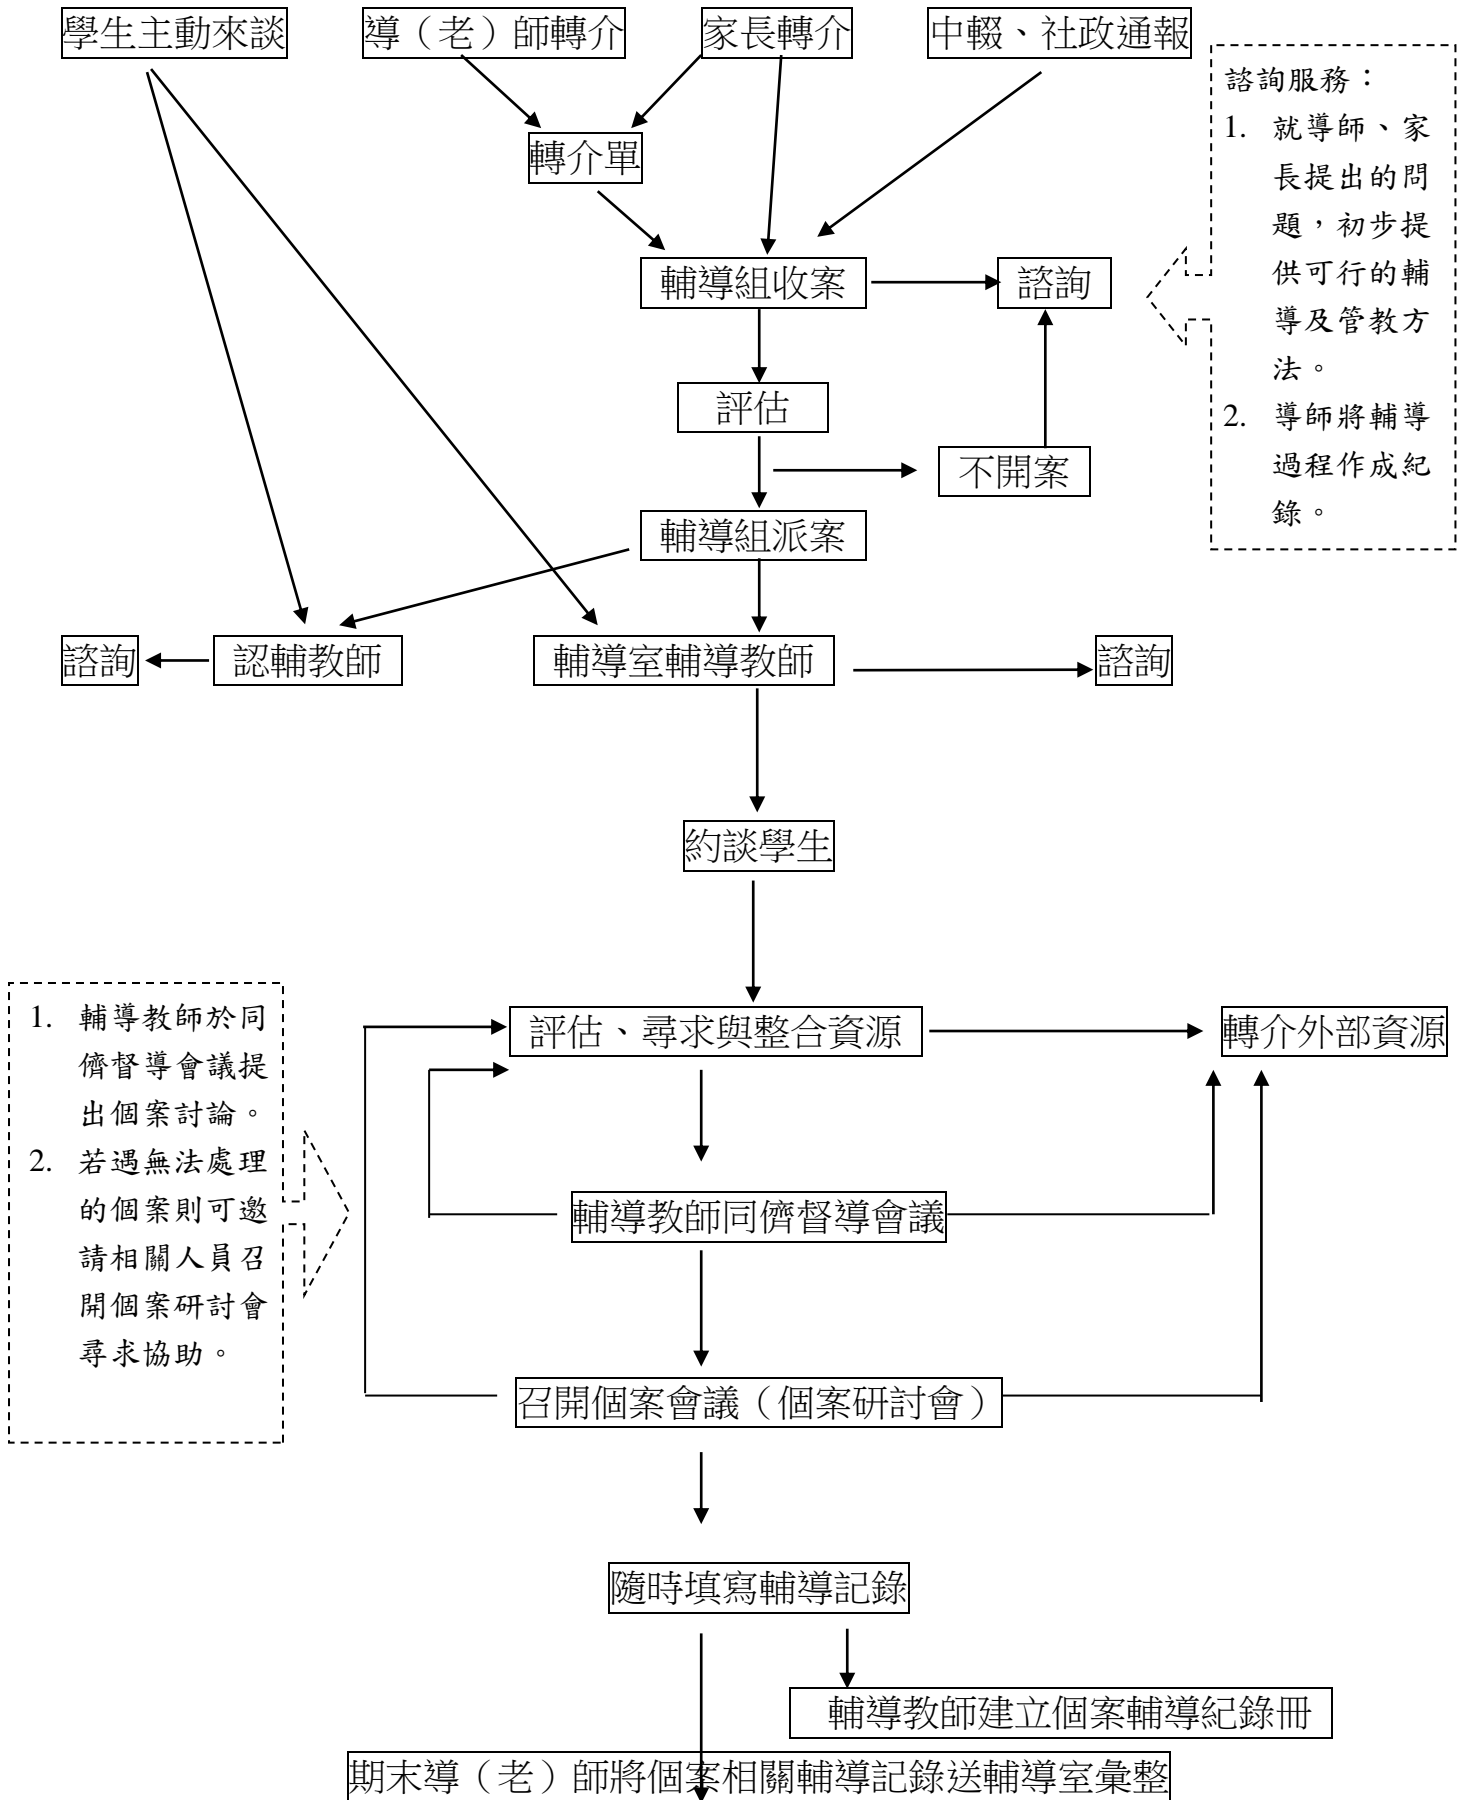 學生主動來談
導（老）師轉介
家長轉介
中輟、社政通報
諮詢服務：
1. 就導師、家
長提出的問
題，初步提
供可行的輔
導及管教方
法。
2. 導師將輔導
過程作成紀
錄。
轉介單
輔導組收案
諮詢
評估
不開案
輔導組派案
諮詢
認輔教師
輔導室輔導教師
諮詢
約談學生
1. 輔導教師於同
儕督導會議提
出個案討論。
2. 若遇無法處理
的個案則可邀
請相關人員召
開個案研討會
尋求協助。
評估、尋求與整合資源
轉介外部資源
輔導教師同儕督導會議
召開個案會議（個案研討會）
隨時填寫輔導記錄
輔導教師建立個案輔導紀錄冊
期末導（老）師將個案相關輔導記錄送輔導室彙整